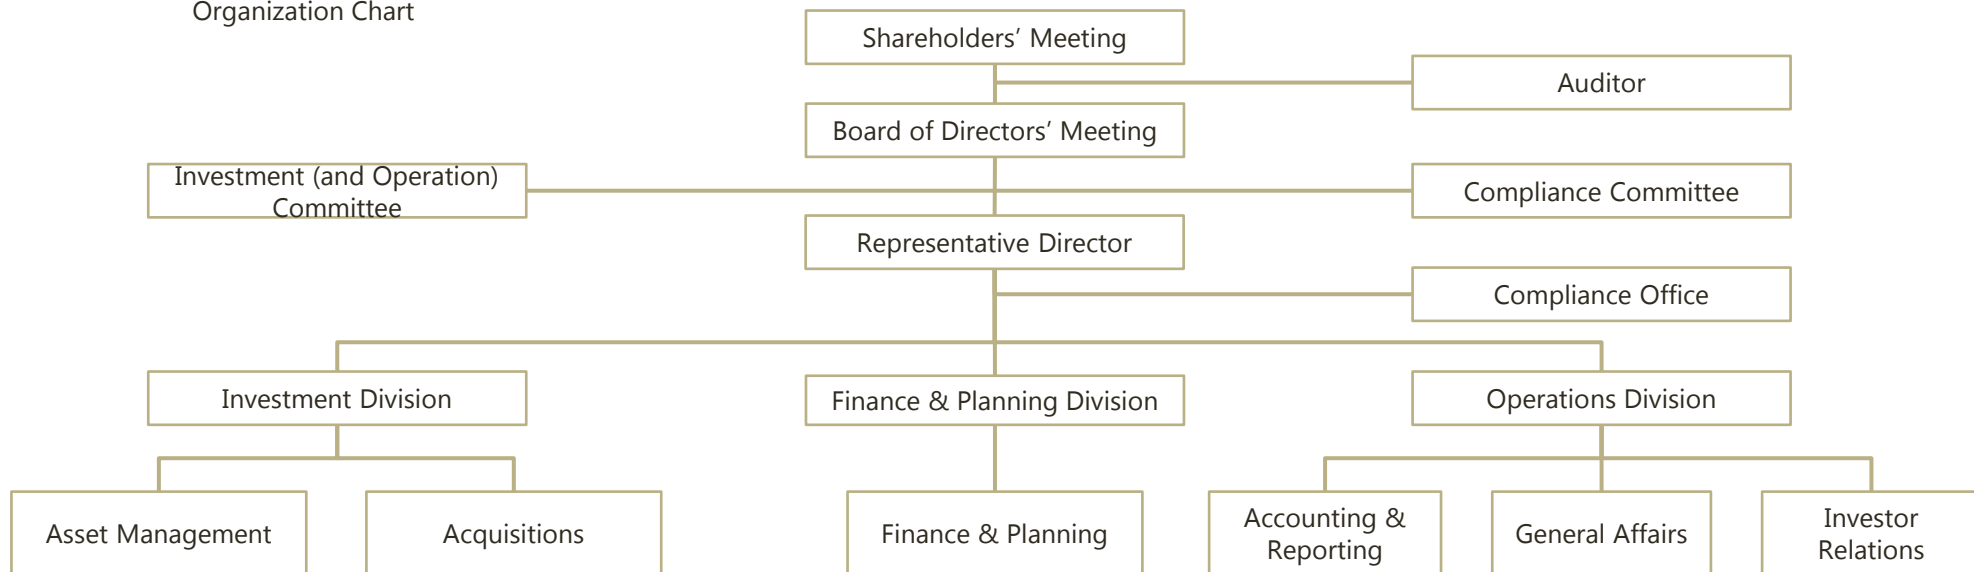 Organization Chart
Shareholders’ Meeting
Auditor
Board of Directors’ Meeting
Investment (and Operation)
Committee
Compliance Committee
Representative Director
Compliance Office
Investment Division
Finance & Planning Division
Operations Division
Asset Management
Acquisitions
Finance & Planning
Accounting &
Reporting
General Affairs
Investor
Relations